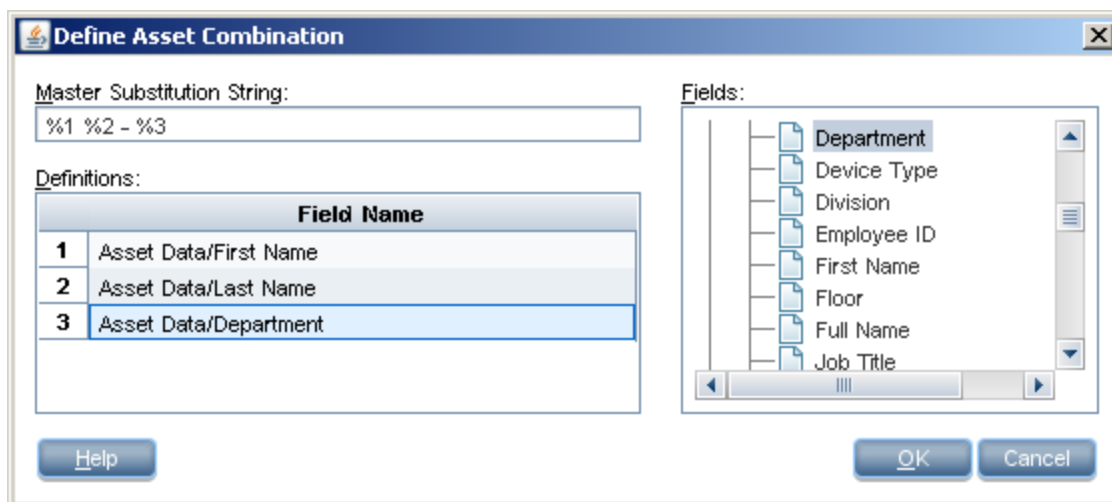 Define Asset Combination
Master Substitution String:
%1 %2 - %3
Definitions:
Field Name
1 Asset Data/First Name
2 Asset Data/Last Name
3 Asset Data/Department
Fields:
Department
Device Type
Division
Employee ID
First Name
Floor
Full Name
Job Title
Help
OK
Cancel